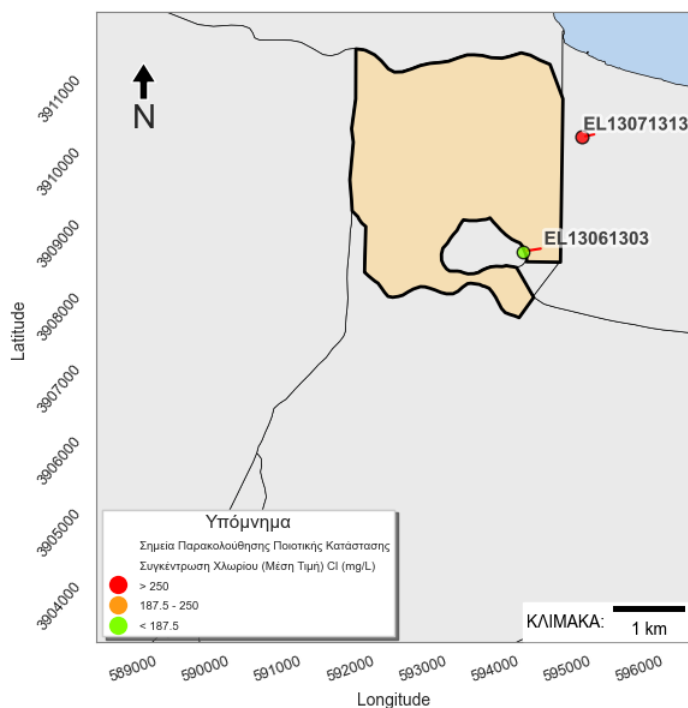 3911000
3910000
3909000
3908000
3907000
3906000
3905000
3904000
Latitude
N
EL13071313
EL13061303
Υπόμνημα
Σημεία Παρακολούθησης Ποιοτικής Κατάστασης
Συγκέντρωση Χλωρίου (Μέση Τιμή) Cl (mg/L)
> 250
187.5 - 250
< 187.5
ΚΛΙΜΑΚΑ:
1 km
589000
590000
591000
592000
593000
594000
595000
596000
Longitude